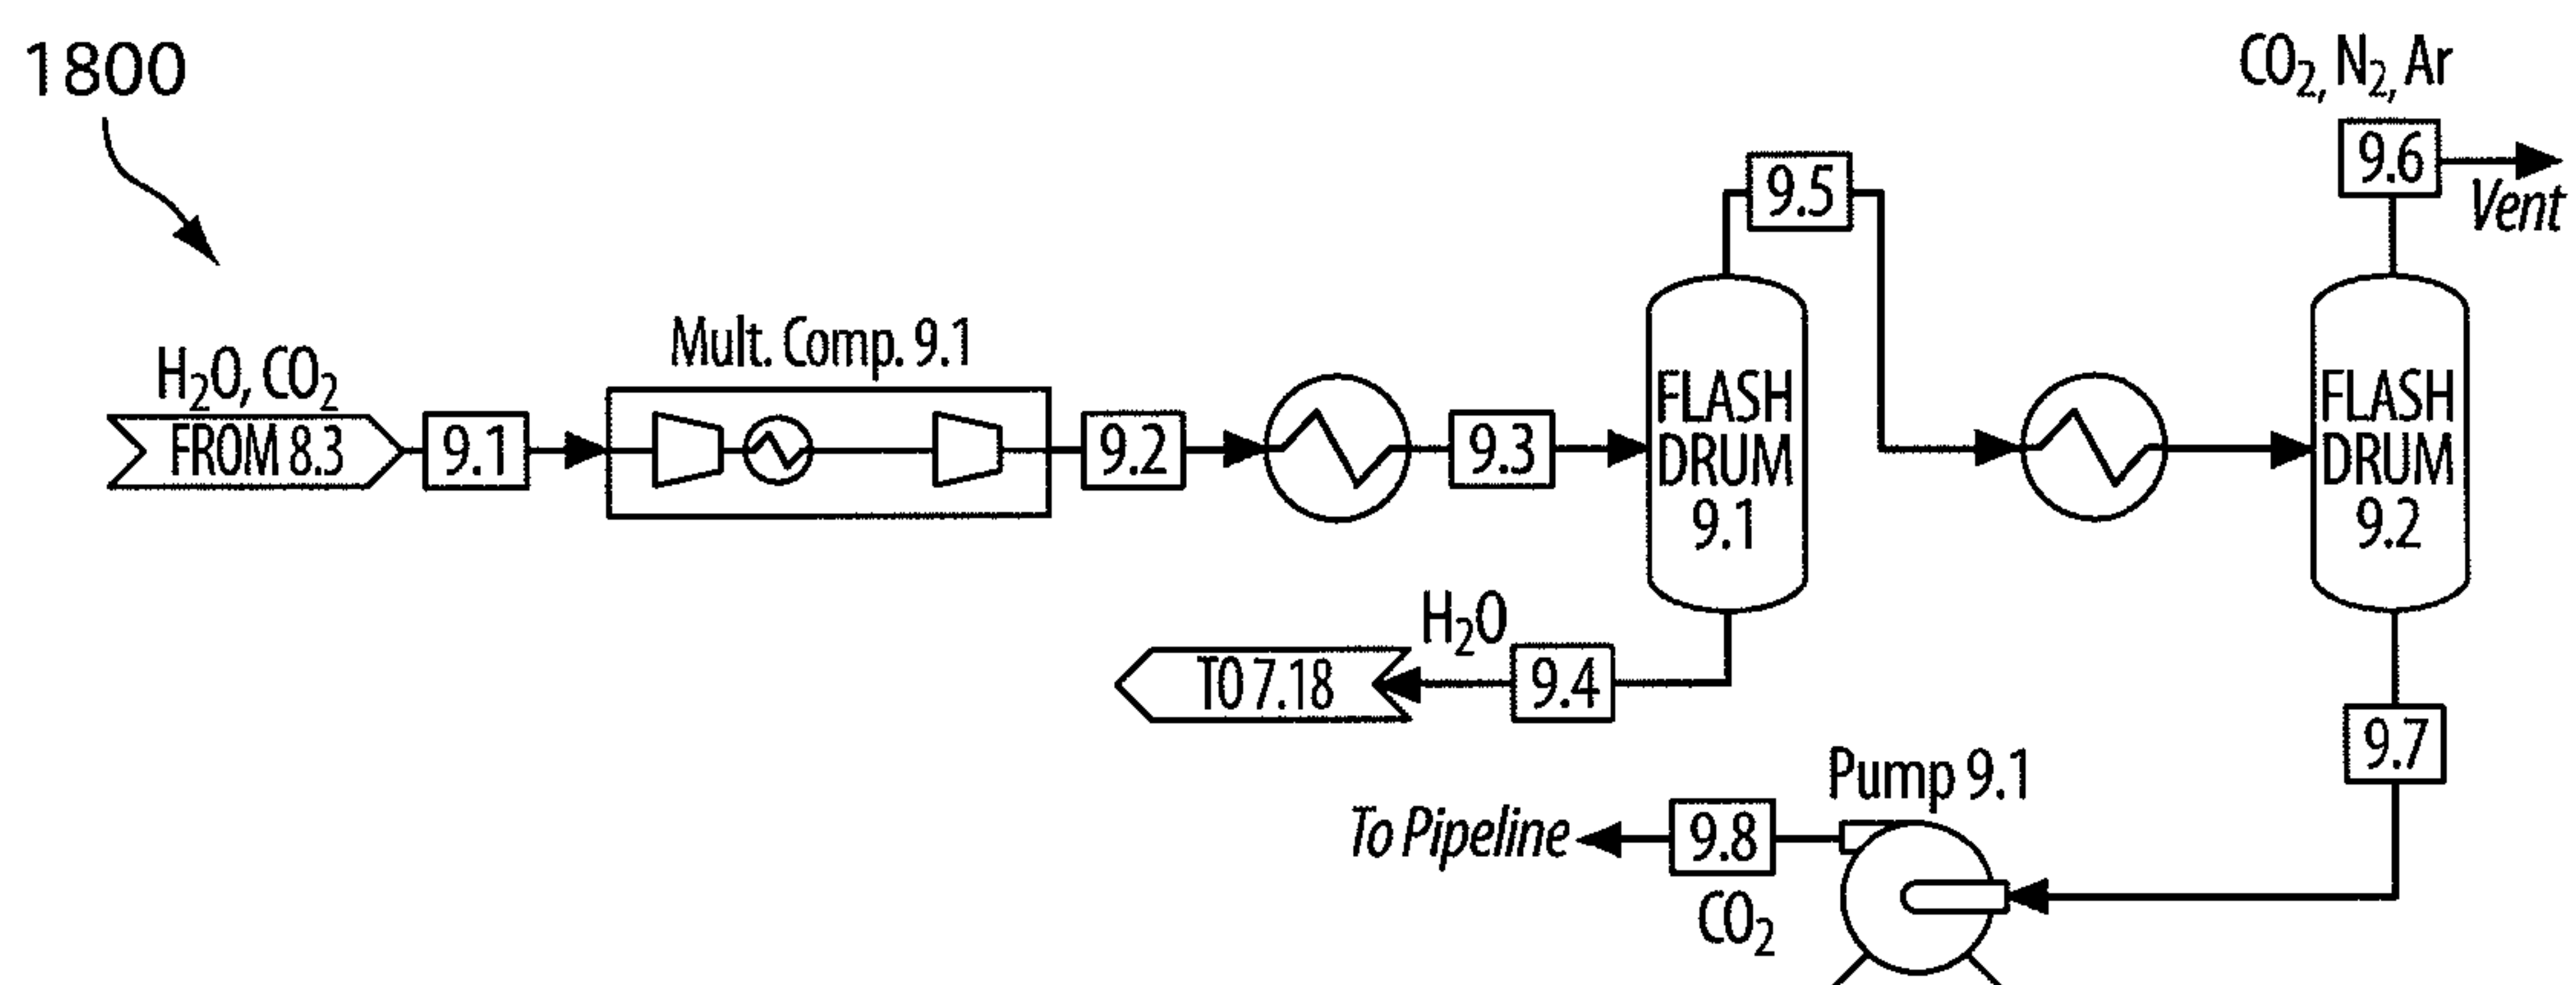 1800
CO₂, N₂, Ar
9.6
Vent
9.5
H₂O, CO₂
FROM 8.3
9.1
Mult. Comp. 9.1
9.2
9.3
FLASH
DRUM
9.1
FLASH
DRUM
9.2
H₂O
TO 7.18
9.4
9.7
Pump 9.1
To Pipeline
9.8
CO₂